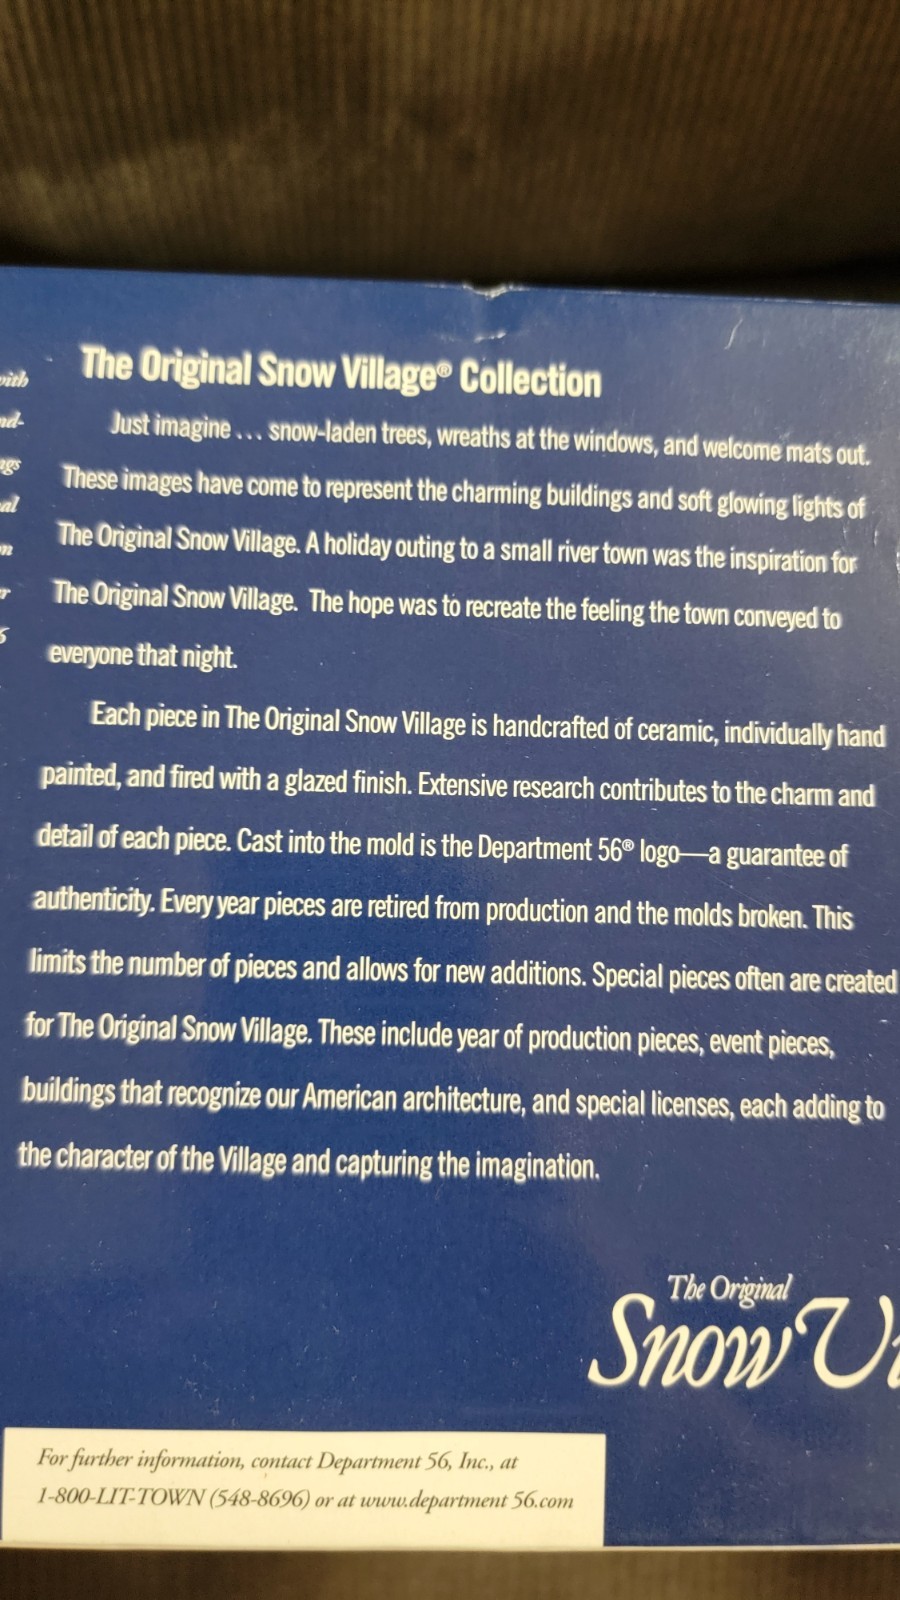 The Original Snow Village® Collection
Just imagine . . . snow-laden trees, wreaths at the windows, and welcome mats out.
These images have come to represent the charming buildings and soft glowing lights of
The Original Snow Village. A holiday outing to a small river town was the inspiration for
The Original Snow Village. The hope was to recreate the feeling the town conveyed to
everyone that night.
Each piece in The Original Snow Village is handcrafted of ceramic, individually hand
painted, and fired with a glazed finish. Extensive research contributes to the charm and
detail of each piece. Cast into the mold is the Department 56® logo—a guarantee of
authenticity. Every year pieces are retired from production and the molds broken. This
limits the number of pieces and allows for new additions. Special pieces often are created
for The Original Snow Village. These include year of production pieces, event pieces,
buildings that recognize our American architecture, and special licenses, each adding to
the character of the Village and capturing the imagination.
The Original
Snow
For further information, contact Department 56, Inc., at
1-800-LIT-TOWN (548-8696) or at www.department 56.com